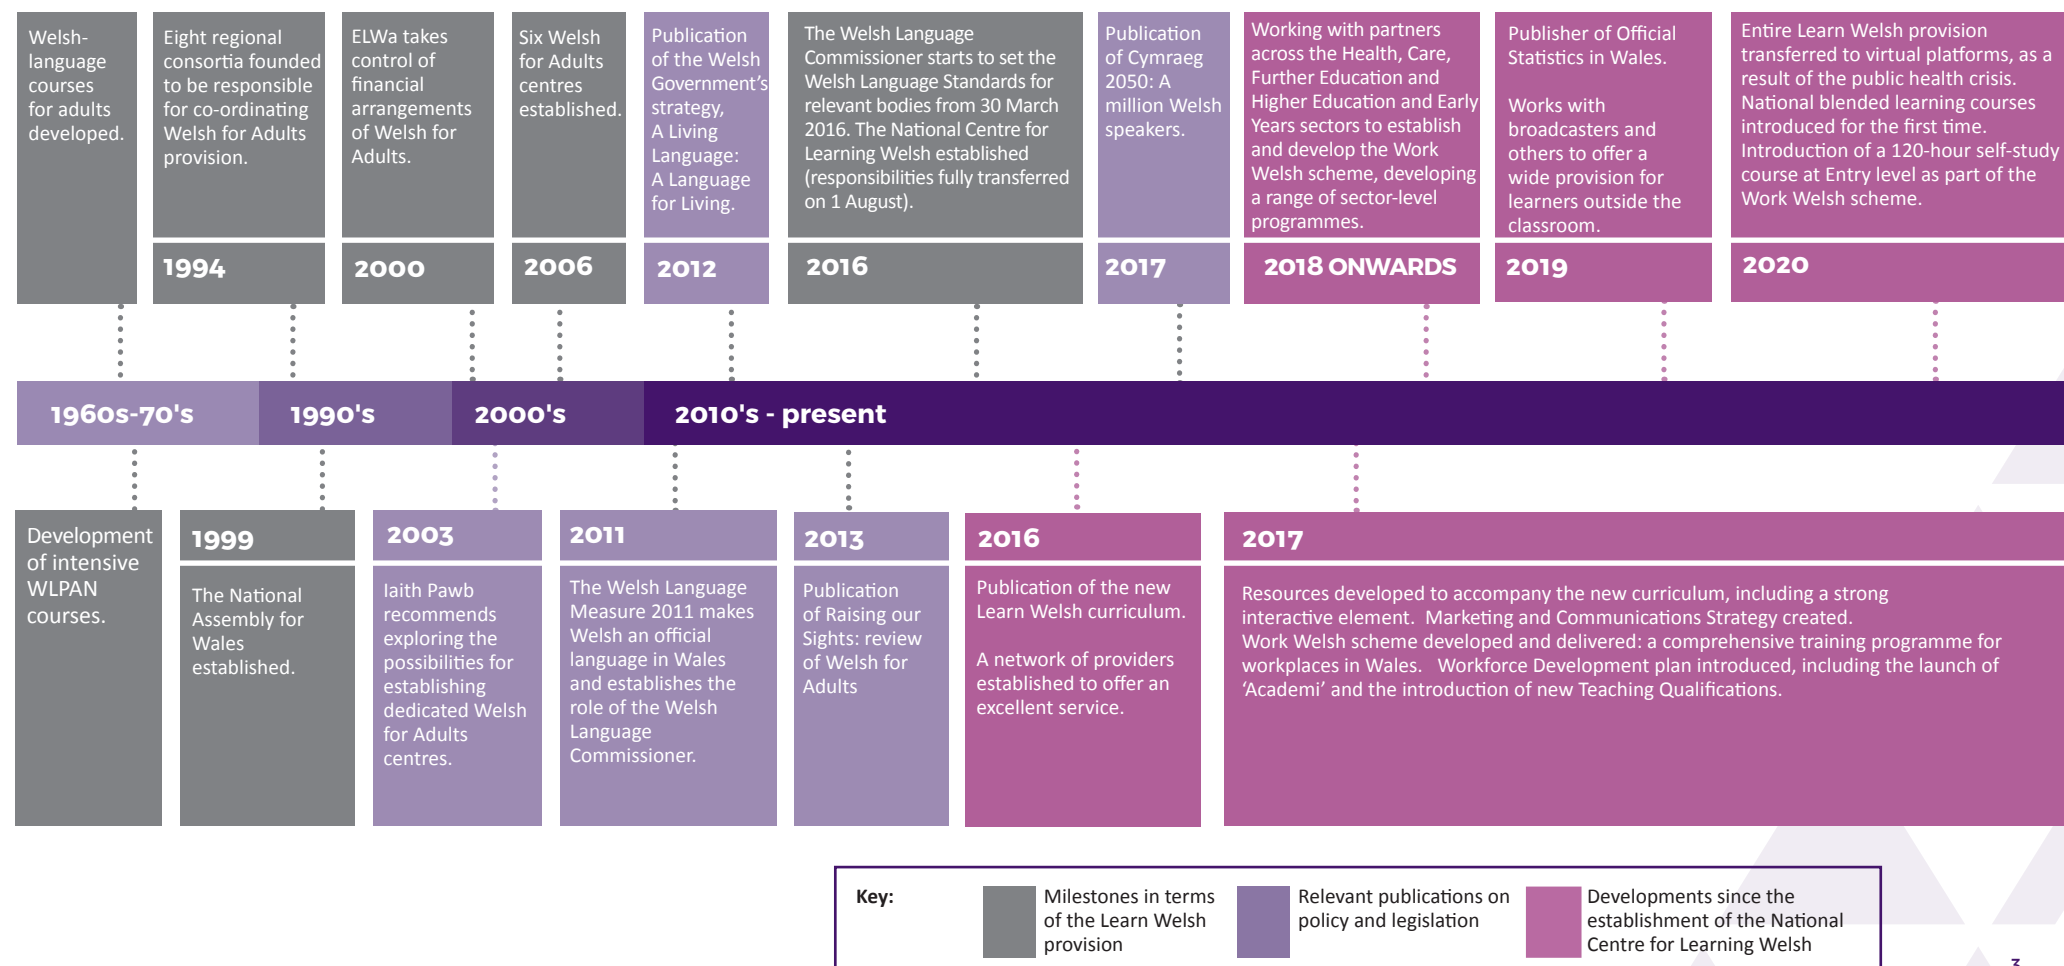 Welsh-
language
courses
for adults
developed.
Eight regional
consortia founded
to be responsible
for co-ordinating
Welsh for Adults
provision.
1994
ELWa takes
control of
financial
arrangements
of Welsh for
Adults.
2000
Six Welsh
for Adults
centres
established.
2006
Publication
of the Welsh
Government's
strategy,
A Living
Language:
A Language
for Living.
2012
The Welsh Language
Commissioner starts to set the
Welsh Language Standards for
relevant bodies from 30 March
2016. The National Centre for
Learning Welsh established
(responsibilities fully transferred
on 1 August).
2016
Publication
of Cymraeg
2050: A
million Welsh
speakers.
2017
Working with partners
across the Health, Care,
Further Education and
Higher Education and Early
Years sectors to establish
and develop the Work
Welsh scheme, developing
a range of sector-level
programmes.
2018 ONWARDS
Publisher of Official
Statistics in Wales.
Works with
broadcasters and
others to offer a
wide provision for
learners outside the
classroom.
2019
Entire Learn Welsh provision
transferred to virtual platforms, as a
result of the public health crisis.
National blended learning courses
introduced for the first time.
Introduction of a 120-hour self-study
course at Entry level as part of the
Work Welsh scheme.
2020
1960s-70's
1990's
2000's
2010's - present
Development
of intensive
WLPAN
courses.
1999
The National
Assembly for
Wales
established.
2003
Iaith Pawb
recommends
exploring the
possibilities for
establishing
dedicated Welsh
for Adults
centres.
2011
The Welsh Language
Measure 2011 makes
Welsh an official
language in Wales
and establishes the
role of the Welsh
Language
Commissioner.
2013
Publication
of Raising our
Sights: review
of Welsh for
Adults
2016
Publication of the new
Learn Welsh curriculum.
A network of providers
established to offer an
excellent service.
2017
Resources developed to accompany the new curriculum, including a strong
interactive element. Marketing and Communications Strategy created.
Work Welsh scheme developed and delivered: a comprehensive training programme for
workplaces in Wales. Workforce Development plan introduced, including the launch of
'Academi' and the introduction of new Teaching Qualifications.
Key:
Milestones in terms
of the Learn Welsh
provision
Relevant publications on
policy and legislation
Developments since the
establishment of the National
Centre for Learning Welsh
3